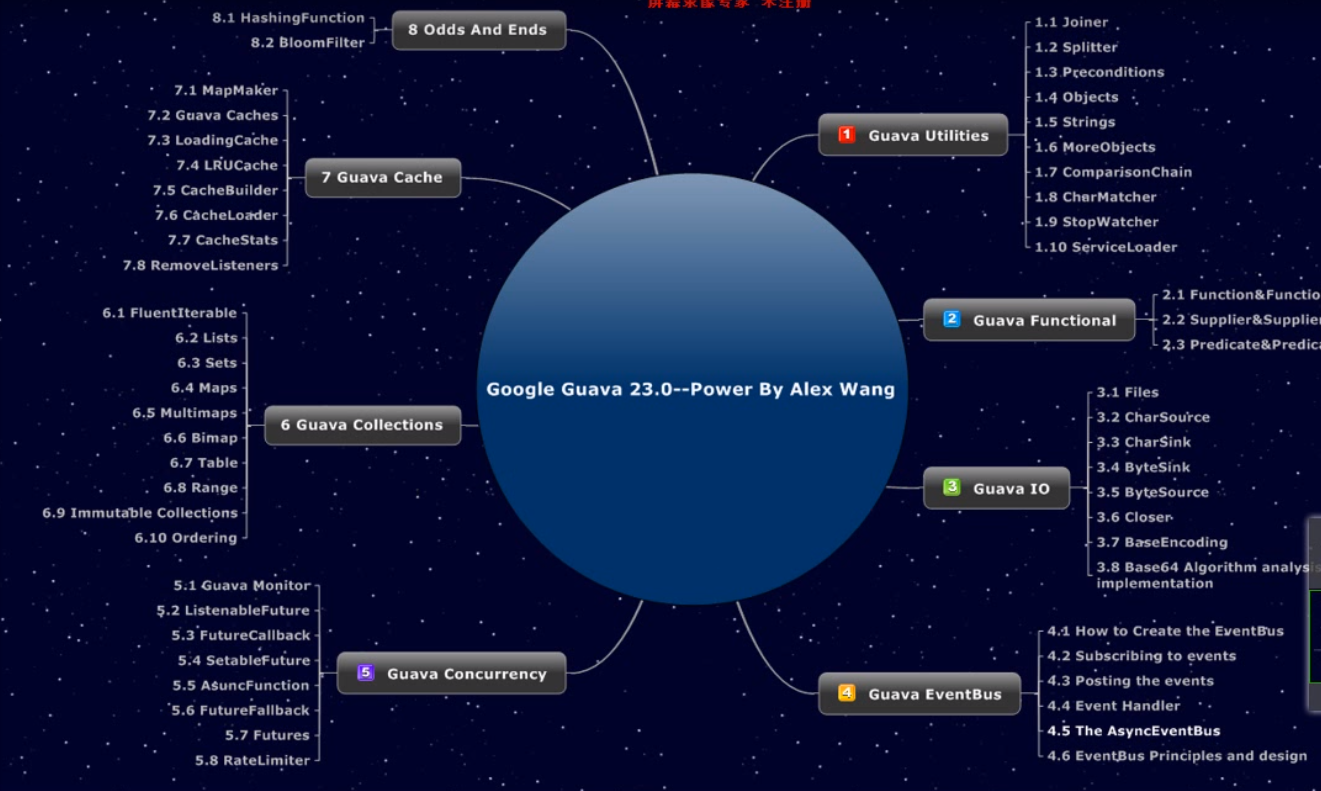 屏幕录像专家 未注册
8 Odds And Ends
8.1 HashingFunction
8.2 BloomFilter
7 Guava Cache
7.1 MapMaker
7.2 Guava Caches
7.3 LoadingCache
7.4 LRUCache
7.5 CacheBuilder
7.6 CacheLoader
7.7 CacheStats
7.8 RemoveListeners
6 Guava Collections
6.1 FluentIterable
6.2 Lists
6.3 Sets
6.4 Maps
6.5 Multimaps
6.6 Bimap
6.7 Table
6.8 Range
6.9 Immutable Collections
6.10 Ordering
5 Guava Concurrency
5.1 Guava Monitor
5.2 ListenableFuture
5.3 FutureCallback
5.4 SetableFuture
5.5 AsuncFunction
5.6 FutureFallback
5.7 Futures
5.8 RateLimiter
Google Guava 23.0--Power By Alex Wang
1 Guava Utilities
1.1 Joiner
1.2 Splitter
1.3 Preconditions
1.4 Objects
1.5 Strings
1.6 MoreObjects
1.7 ComparisonChain
1.8 CharMatcher
1.9 StopWatcher
1.10 ServiceLoader
2 Guava Functional
2.1 Function&Functio
2.2 Supplier&Supplier
2.3 Predicate&Predica
3 Guava IO
3.1 Files
3.2 CharSource
3.3 CharSink
3.4 ByteSink
3.5 ByteSource
3.6 Closer
3.7 BaseEncoding
3.8 Base64 Algorithm analysis
implementation
4 Guava EventBus
4.1 How to Create the EventBus
4.2 Subscribing to events
4.3 Posting the events
4.4 Event Handler
4.5 The AsyncEventBus
4.6 EventBus Principles and design